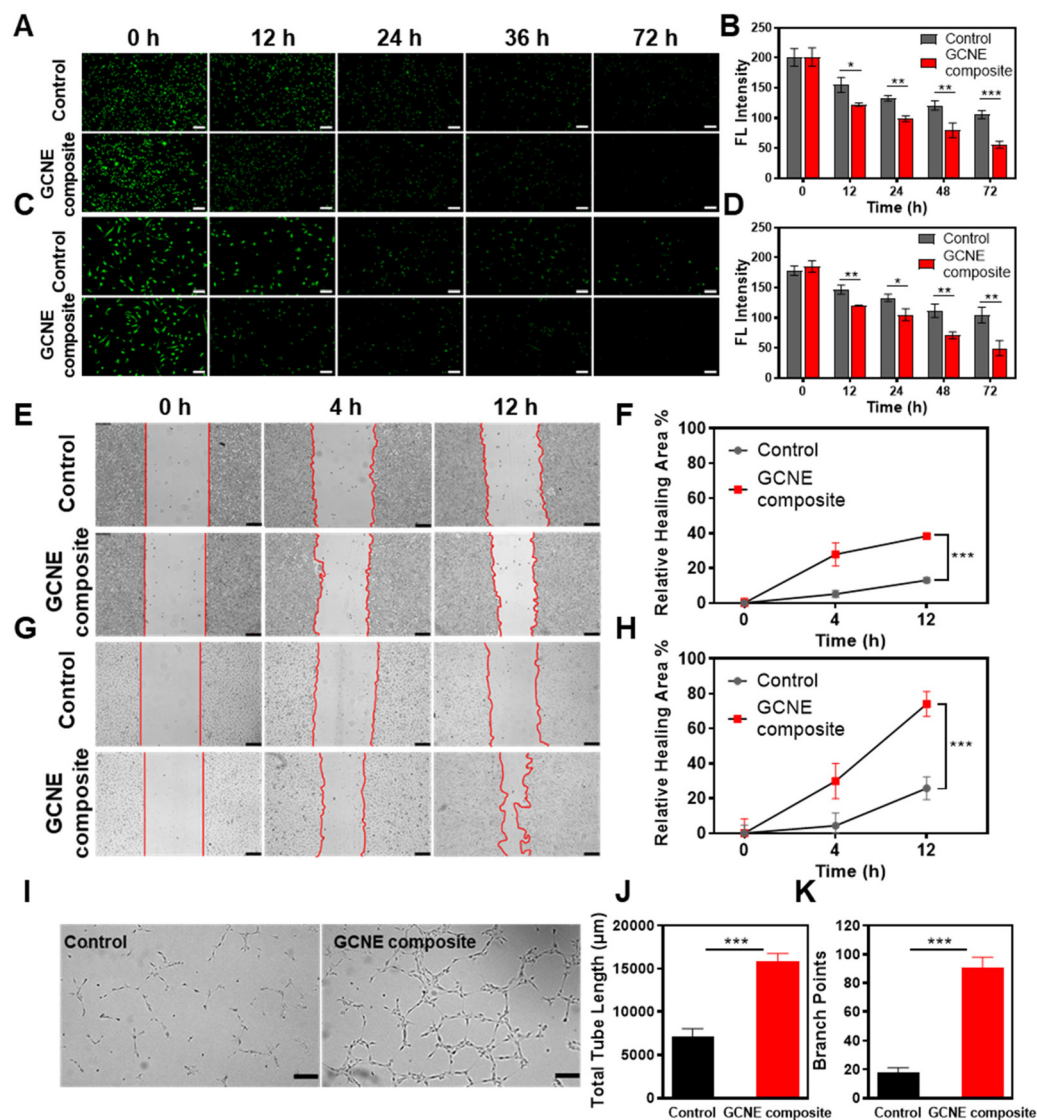 A
0 h 12 h 24 h 36 h 72 h
Control
GCNE
composite
B
FL Intensity
250
200
150
100
50
0
Control
GCNE
composite
* ** ** ***
0 12 24 48 72
Time (h)
C
Control
GCNE
composite
D
FL Intensity
250
200
150
100
50
0
Control
GCNE
composite
** * ** **
0 12 24 48 72
Time (h)
E
0 h 4 h 12 h
Control
GCNE
composite
F
Relative Healing Area %
100
80
60
40
20
0
Control
GCNE
composite
***
0 4 12
Time (h)
G
Control
GCNE
composite
H
Relative Healing Area %
100
80
60
40
20
0
Control
GCNE
composite
***
0 4 12
Time (h)
I
Control GCNE composite
J
Total Tube Length (μm)
20000
15000
10000
5000
0
***
Control GCNE composite
K
Branch Points
120
100
80
60
40
20
0
***
Control GCNE composite